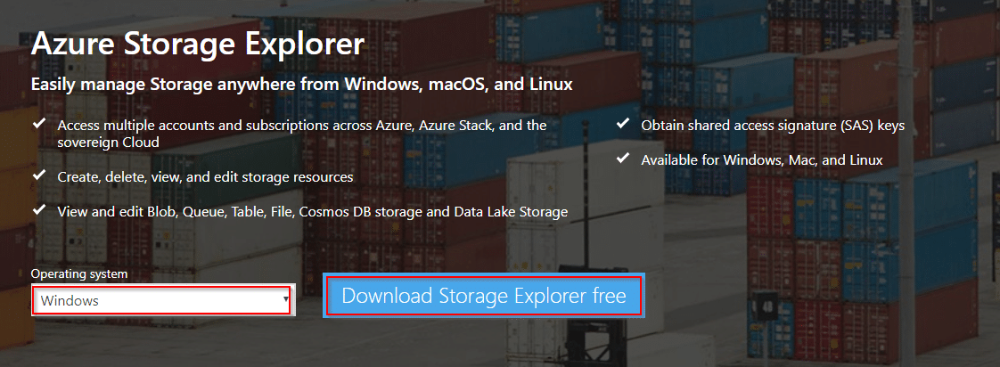 Azure Storage Explorer
Easily manage Storage anywhere from Windows, macOS, and Linux
Access multiple accounts and subscriptions across Azure, Azure Stack, and the
sovereign Cloud
Create, delete, view, and edit storage resources
View and edit Blob, Queue, Table, File, Cosmos DB storage and Data Lake Storage
Obtain shared access signature (SAS) keys
Available for Windows, Mac, and Linux
Operating system
Windows
Download Storage Explorer free